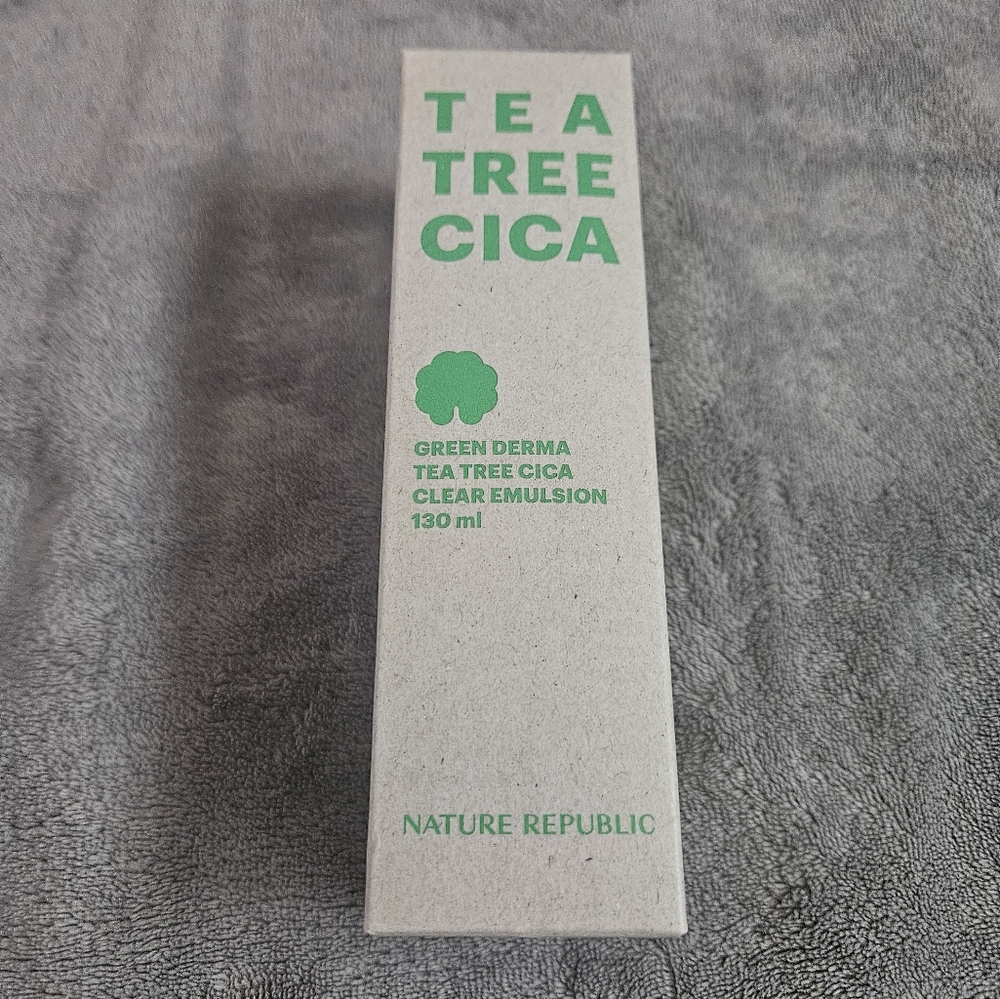 TEA
TREE
CICA
GREEN DERMA
TEA TREE CICA
CLEAR EMULSION
130 ml
NATURE REPUBLIC